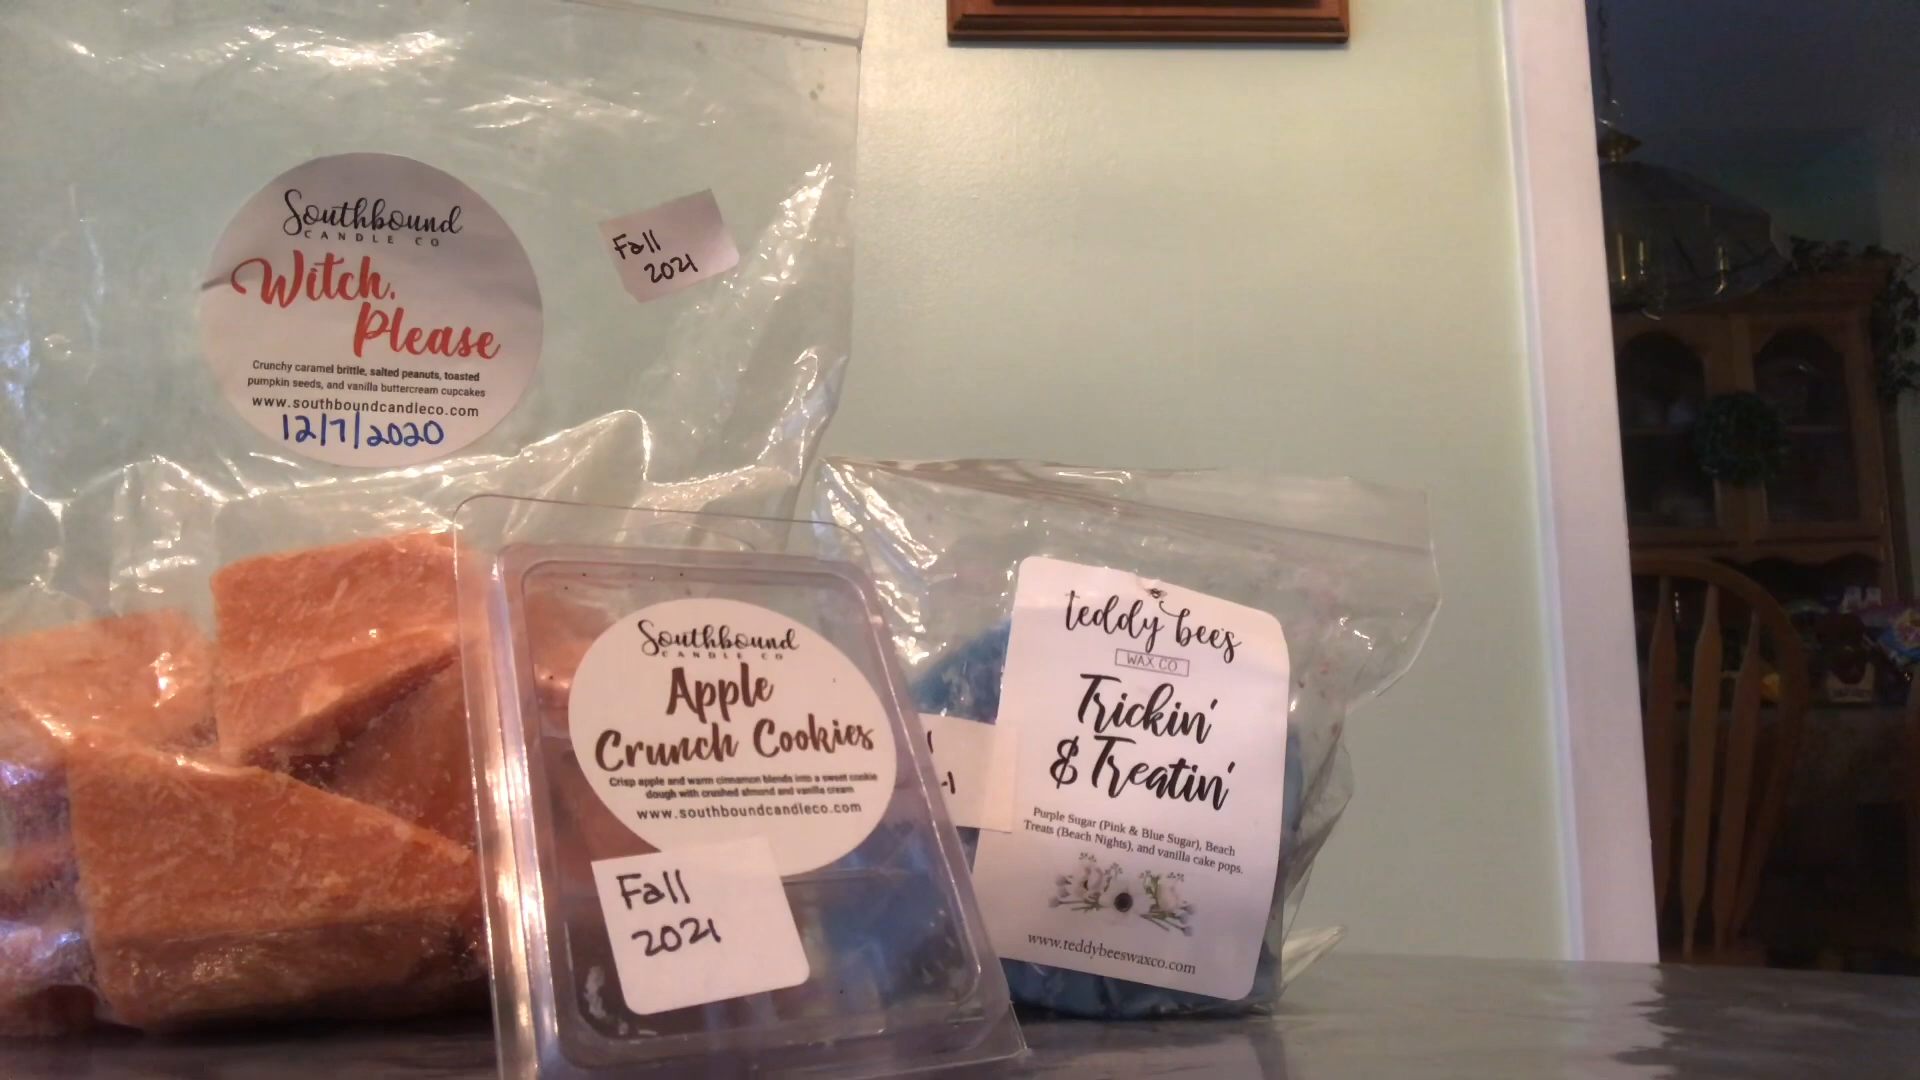 Southbound
CANDLE CO
Witch,
Please
Crunchy caramel brittle, salted peanuts, toasted
pumpkin seeds, and vanilla buttercream cupcakes
www.southboundcandleco.com
12/7/2020
Fall
2021
Southbound
CANDLE CO
Apple
Crunch Cookies
Crisp apple and warm cinnamon blends into a sweet cookie
dough with crushed almond and vanilla cream
www.southboundcandleco.com
Fall
2021
teddy bee's
WAX CO
Trickin'
& Treatin'
Purple Sugar (Pink & Blue Sugar), Beach
Treats (Beach Nights), and vanilla cake pops.
www.teddybeeswaxco.com